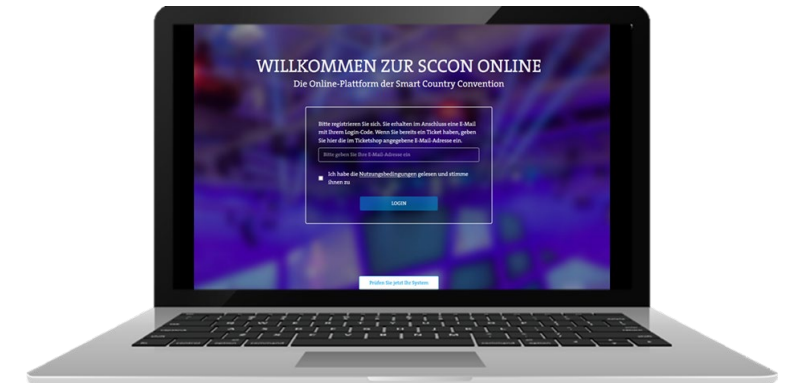 WILLKOMMEN ZUR SCCON ONLINE
Die Online-Plattform der Smart Country Convention
Bitte registrieren Sie sich. Sie erhalten im Anschluss eine E-Mail
mit Ihrem Login-Code. Wenn Sie bereits ein Ticket haben, geben
Sie hier die im Ticketshop angegebene E-Mail-Adresse ein.
Bitte geben Sie Ihre E-Mail-Adresse ein
Ich habe die Nutzungsbedingungen gelesen und stimme
ihnen zu
LOGIN
Prüfen Sie jetzt Ihr System